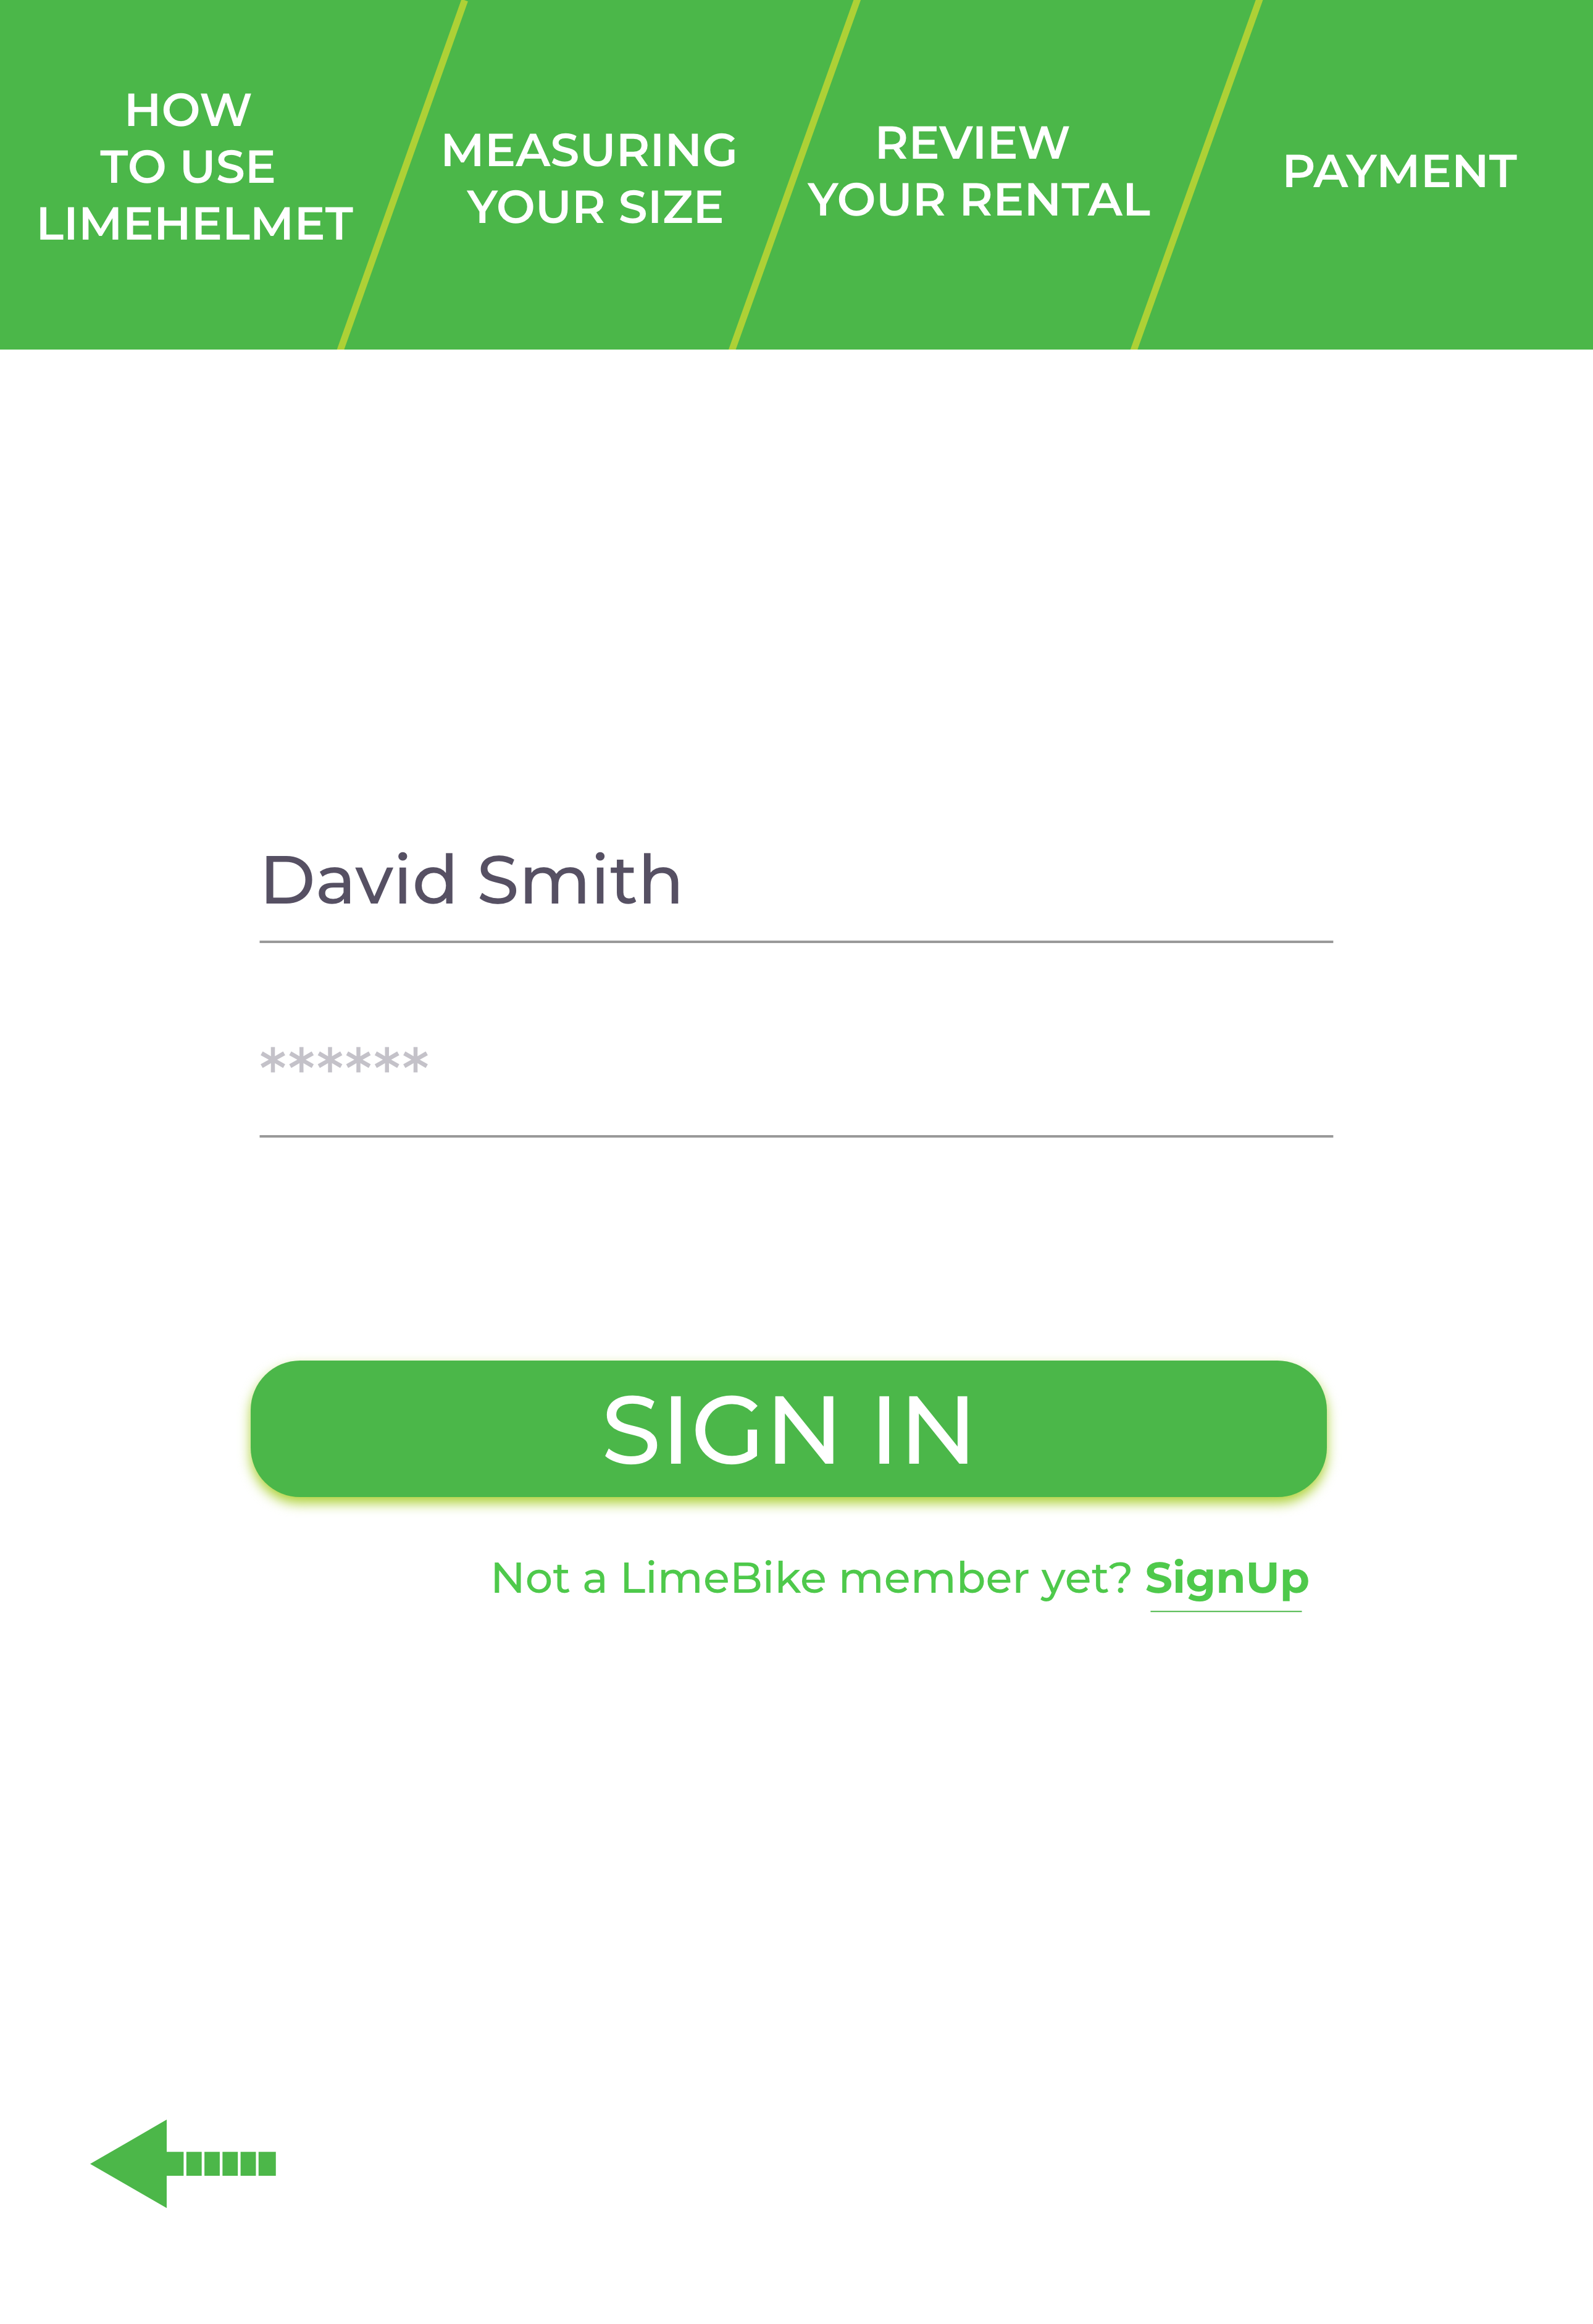 HOW
TO USE
LIMEHELMET
MEASURING
YOUR SIZE
REVIEW
YOUR RENTAL
PAYMENT
David Smith
******
SIGN IN
Not a LimeBike member yet? SignUp